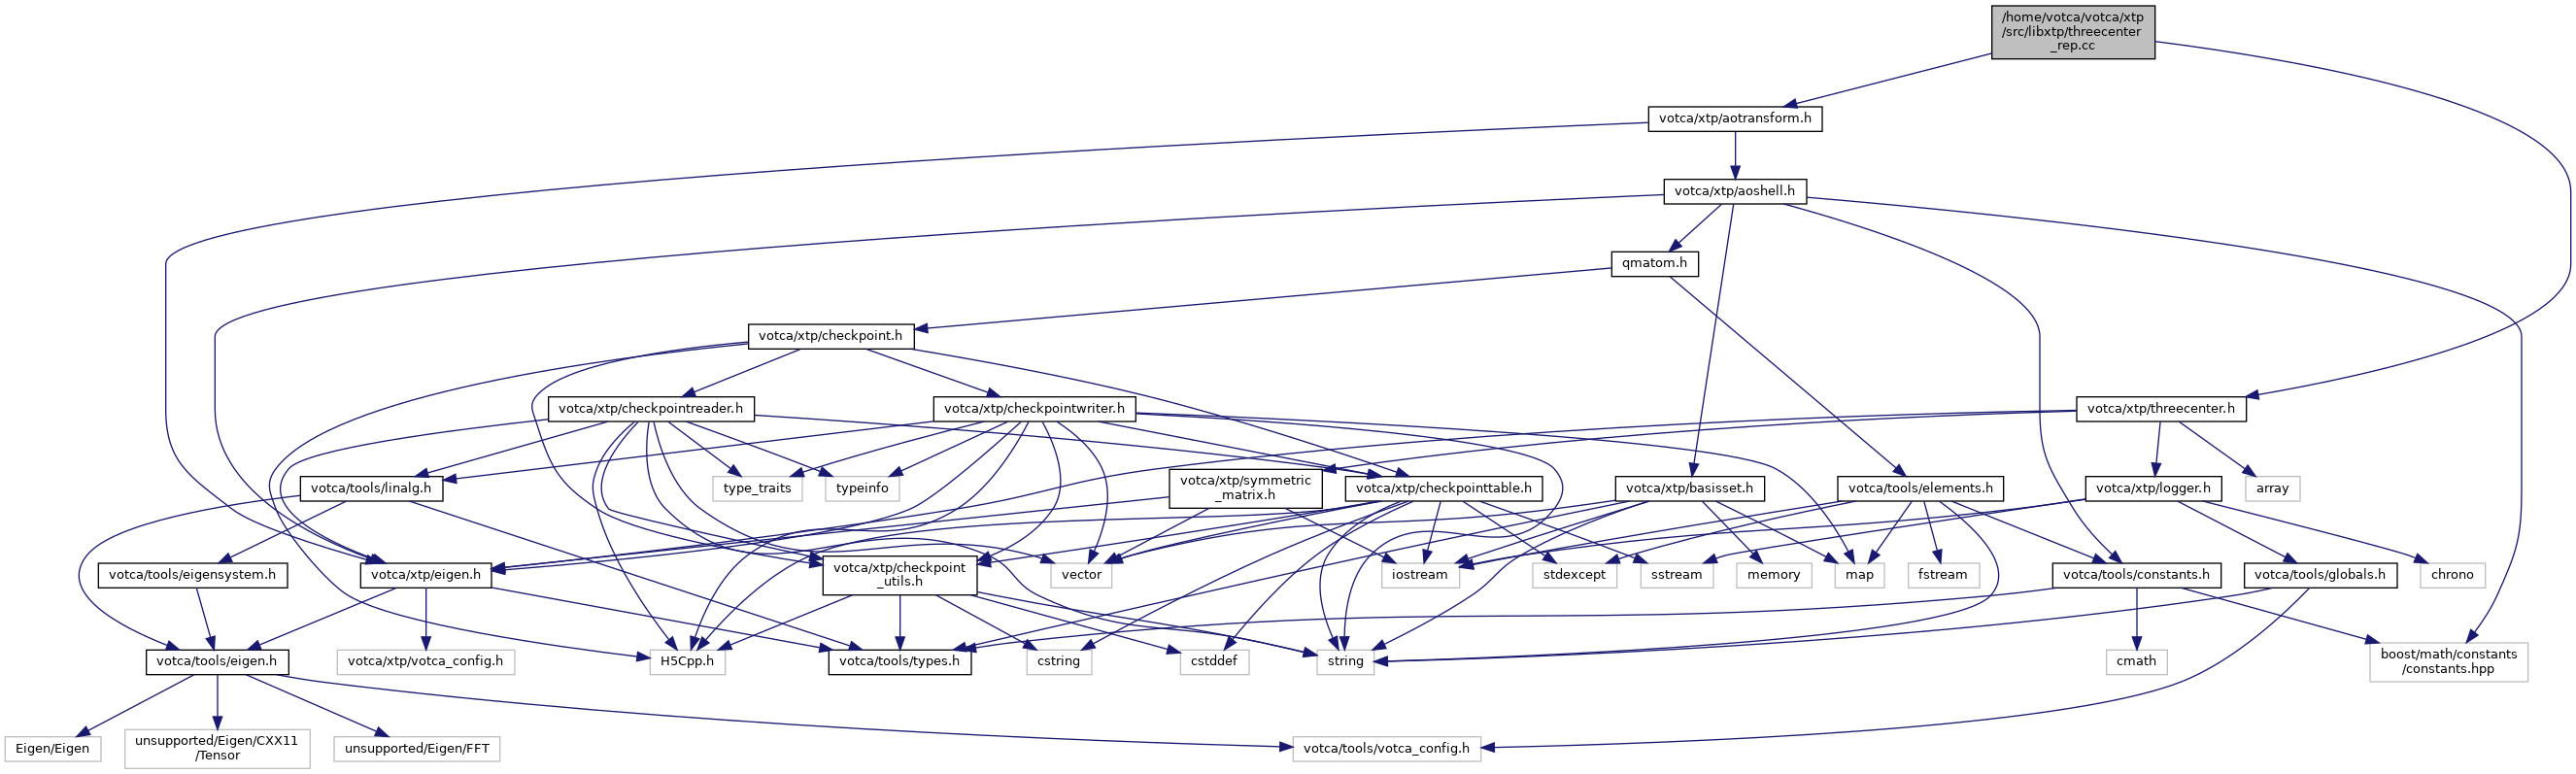 /home/votca/votca/xtp
/src/libxtp/threecenter
_rep.cc
votca/xtp/aotransform.h
votca/xtp/aoshell.h
qmatom.h
votca/xtp/checkpoint.h
votca/xtp/checkpointreader.h
votca/xtp/checkpointwriter.h
votca/xtp/threecenter.h
votca/tools/linalg.h
type_traits
typeinfo
votca/xtp/symmetric
_matrix.h
votca/xtp/checkpointtable.h
votca/xtp/basisset.h
votca/tools/elements.h
votca/xtp/logger.h
array
votca/tools/eigensystem.h
votca/xtp/eigen.h
votca/xtp/checkpoint
_utils.h
vector
iostream
stdexcept
sstream
memory
map
fstream
votca/tools/constants.h
votca/tools/globals.h
chrono
votca/tools/eigen.h
votca/xtp/votca_config.h
H5Cpp.h
votca/tools/types.h
cstring
cstddef
string
cmath
boost/math/constants
/constants.hpp
Eigen/Eigen
unsupported/Eigen/CXX11
/Tensor
unsupported/Eigen/FFT
votca/tools/votca_config.h